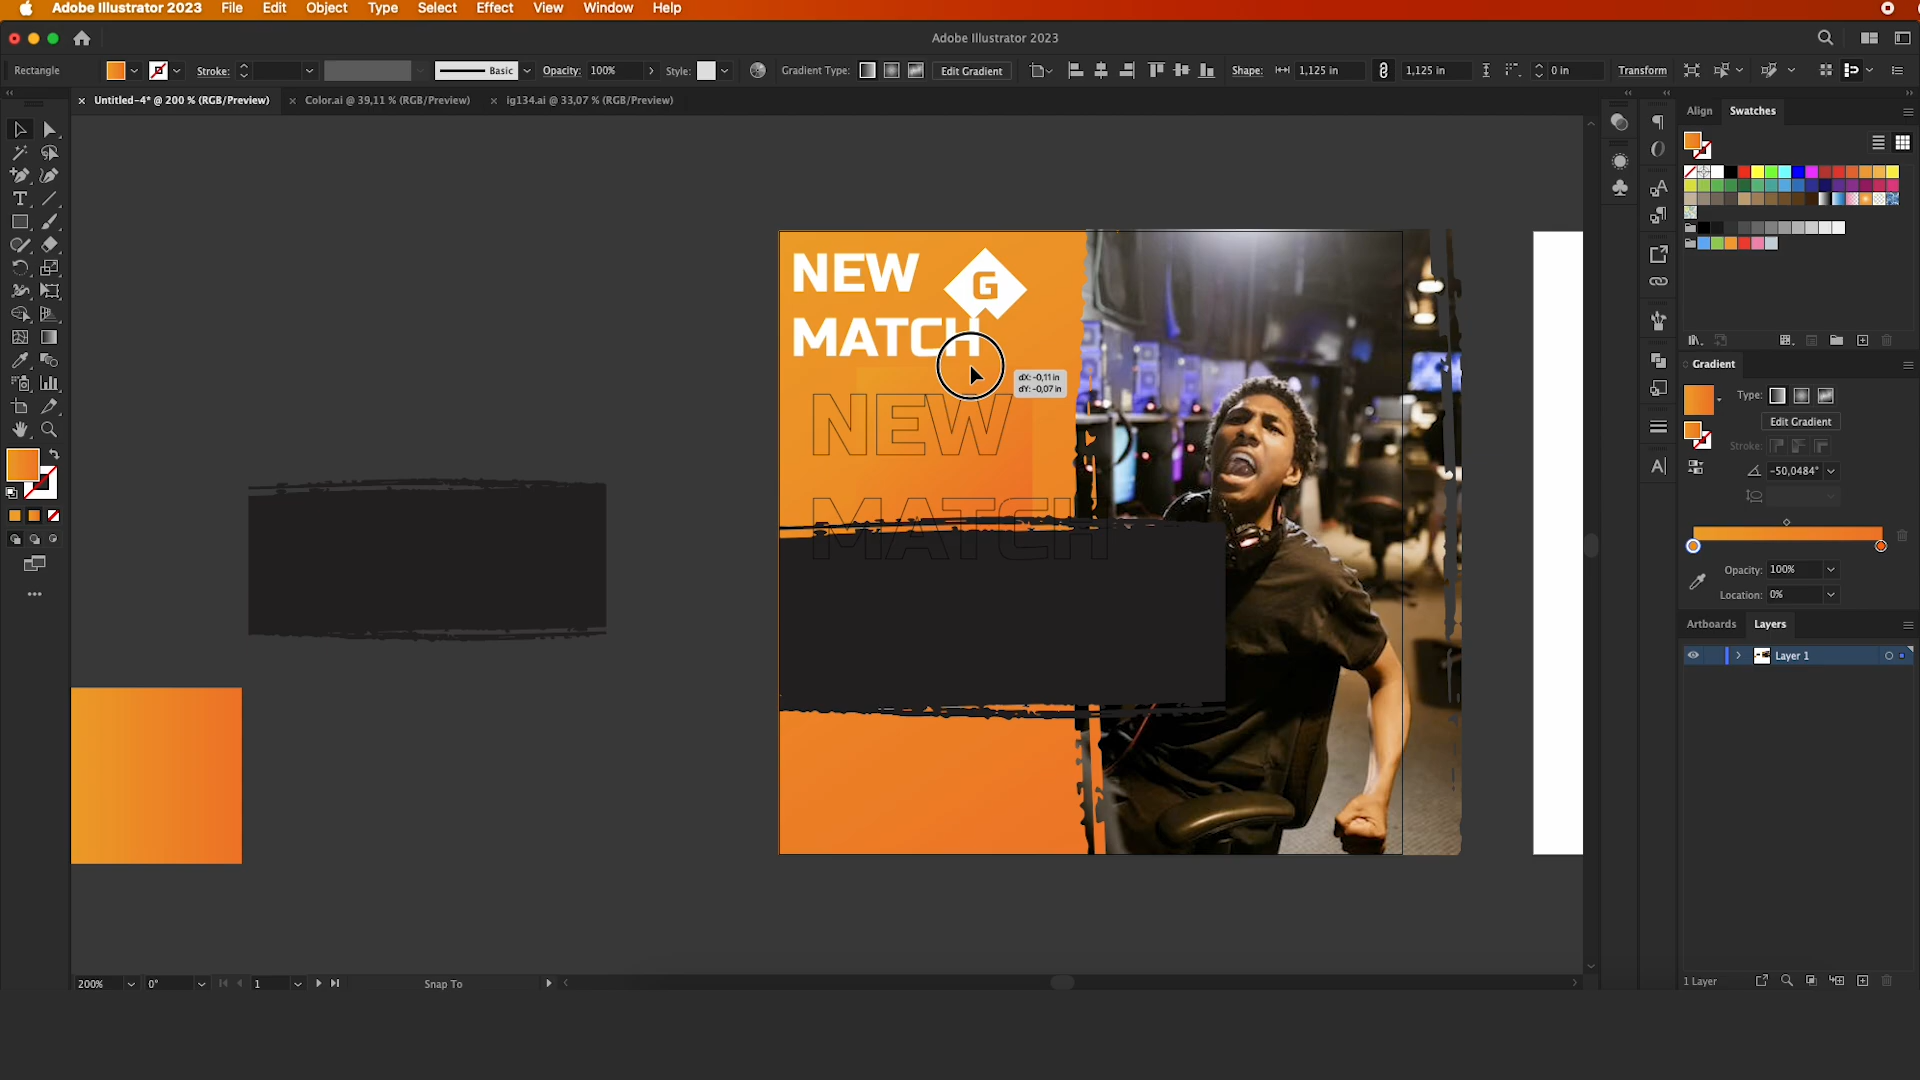 Adobe Illustrator 2023 File Edit Object Type Select Effect View Window Help
Adobe Illustrator 2023
Rectangle Stroke: Basic Opacity: 100% Style: Gradient Type: Edit Gradient Shape: 1,125 in 1,125 in 0 in Transform
Untitled-4* @ 200 % (RGB/Preview) Color.ai @ 39,11 % (RGB/Preview) ig134.ai @ 33,07 % (RGB/Preview)
Align Swatches
NEW
G
MATCH
dX: -0,11 in
dY: -0,07 in
NEW
MATCH
Gradient
Type:
Edit Gradient
Stroke:
-50,0484°
Opacity: 100%
Location: 0%
Artboards Layers
Layer 1
200% 0° 1 Snap To
1 Layer